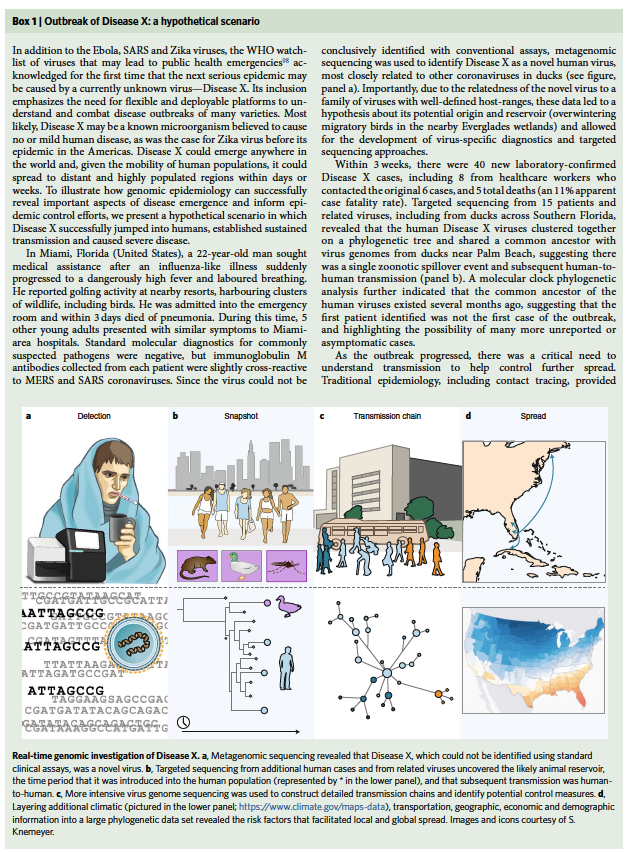 Box 1 | Outbreak of Disease X: a hypothetical scenario
In addition to the Ebola, SARS and Zika viruses, the WHO watch-
list of viruses that may lead to public health emergencies98 ac-
knowledged for the first time that the next serious epidemic may
be caused by a currently unknown virus—Disease X. Its inclusion
emphasizes the need for flexible and deployable platforms to un-
derstand and combat disease outbreaks of many varieties. Most
likely, Disease X may be a known microorganism believed to cause
no or mild human disease, as was the case for Zika virus before its
epidemic in the Americas. Disease X could emerge anywhere in
the world and, given the mobility of human populations, it could
spread to distant and highly populated regions within days or
weeks. To illustrate how genomic epidemiology can successfully
reveal important aspects of disease emergence and inform epi-
demic control efforts, we present a hypothetical scenario in which
Disease X successfully jumped into humans, established sustained
transmission and caused severe disease.
In Miami, Florida (United States), a 22-year-old man sought
medical assistance after an influenza-like illness suddenly
progressed to a dangerously high fever and laboured breathing.
He reported golfing activity at nearby resorts, harbouring clusters
of wildlife, including birds. He was admitted into the emergency
room and within 3 days died of pneumonia. During this time, 5
other young adults presented with similar symptoms to Miami-
area hospitals. Standard molecular diagnostics for commonly
suspected pathogens were negative, but immunoglobulin M
antibodies collected from each patient were slightly cross-reactive
to MERS and SARS coronaviruses. Since the virus could not be
conclusively identified with conventional assays, metagenomic
sequencing was used to identify Disease X as a novel human virus,
most closely related to other coronaviruses in ducks (see figure,
panel a). Importantly, due to the relatedness of the novel virus to a
family of viruses with well-defined host-ranges, these data led to a
hypothesis about its potential origin and reservoir (overwintering
migratory birds in the nearby Everglades wetlands) and allowed
for the development of virus-specific diagnostics and targeted
sequencing approaches.
Within 3 weeks, there were 40 new laboratory-confirmed
Disease X cases, including 8 from healthcare workers who
contacted the original 6 cases, and 5 total deaths (an 11% apparent
case fatality rate). Targeted sequencing from 15 patients and
related viruses, including from ducks across Southern Florida,
revealed that the human Disease X viruses clustered together
on a phylogenetic tree and shared a common ancestor with
virus genomes from ducks near Palm Beach, suggesting there
was a single zoonotic spillover event and subsequent human-to-
human transmission (panel b). A molecular clock phylogenetic
analysis further indicated that the common ancestor of the
human viruses existed several months ago, suggesting that the
first patient identified was not the first case of the outbreak,
and highlighting the possibility of many more unreported or
asymptomatic cases.
As the outbreak progressed, there was a critical need to
understand transmission to help control further spread.
Traditional epidemiology, including contact tracing, provided
a Detection
b Snapshot
c Transmission chain
d Spread
AATTAGCCG
ATTAGCCG
ATTAGATGCCGAT
ATTAGCCG
TAGGAAGSAGCCGAC
CGATGATATACAGCAGAC
Real-time genomic investigation of Disease X. a, Metagenomic sequencing revealed that Disease X, which could not be identified using standard
clinical assays, was a novel virus. b, Targeted sequencing from additional human cases and from related viruses uncovered the likely animal reservoir,
the time period that it was introduced into the human population (represented by * in the lower panel), and that subsequent transmission was human-
to-human. c, More intensive virus genome sequencing was used to construct detailed transmission chains and identify potential control measures. d,
Layering additional climatic (pictured in the lower panel; https://www.climate.gov/maps-data), transportation, geographic, economic and demographic
information into a large phylogenetic data set revealed the risk factors that facilitated local and global spread. Images and icons courtesy of S.
Knemeyer.